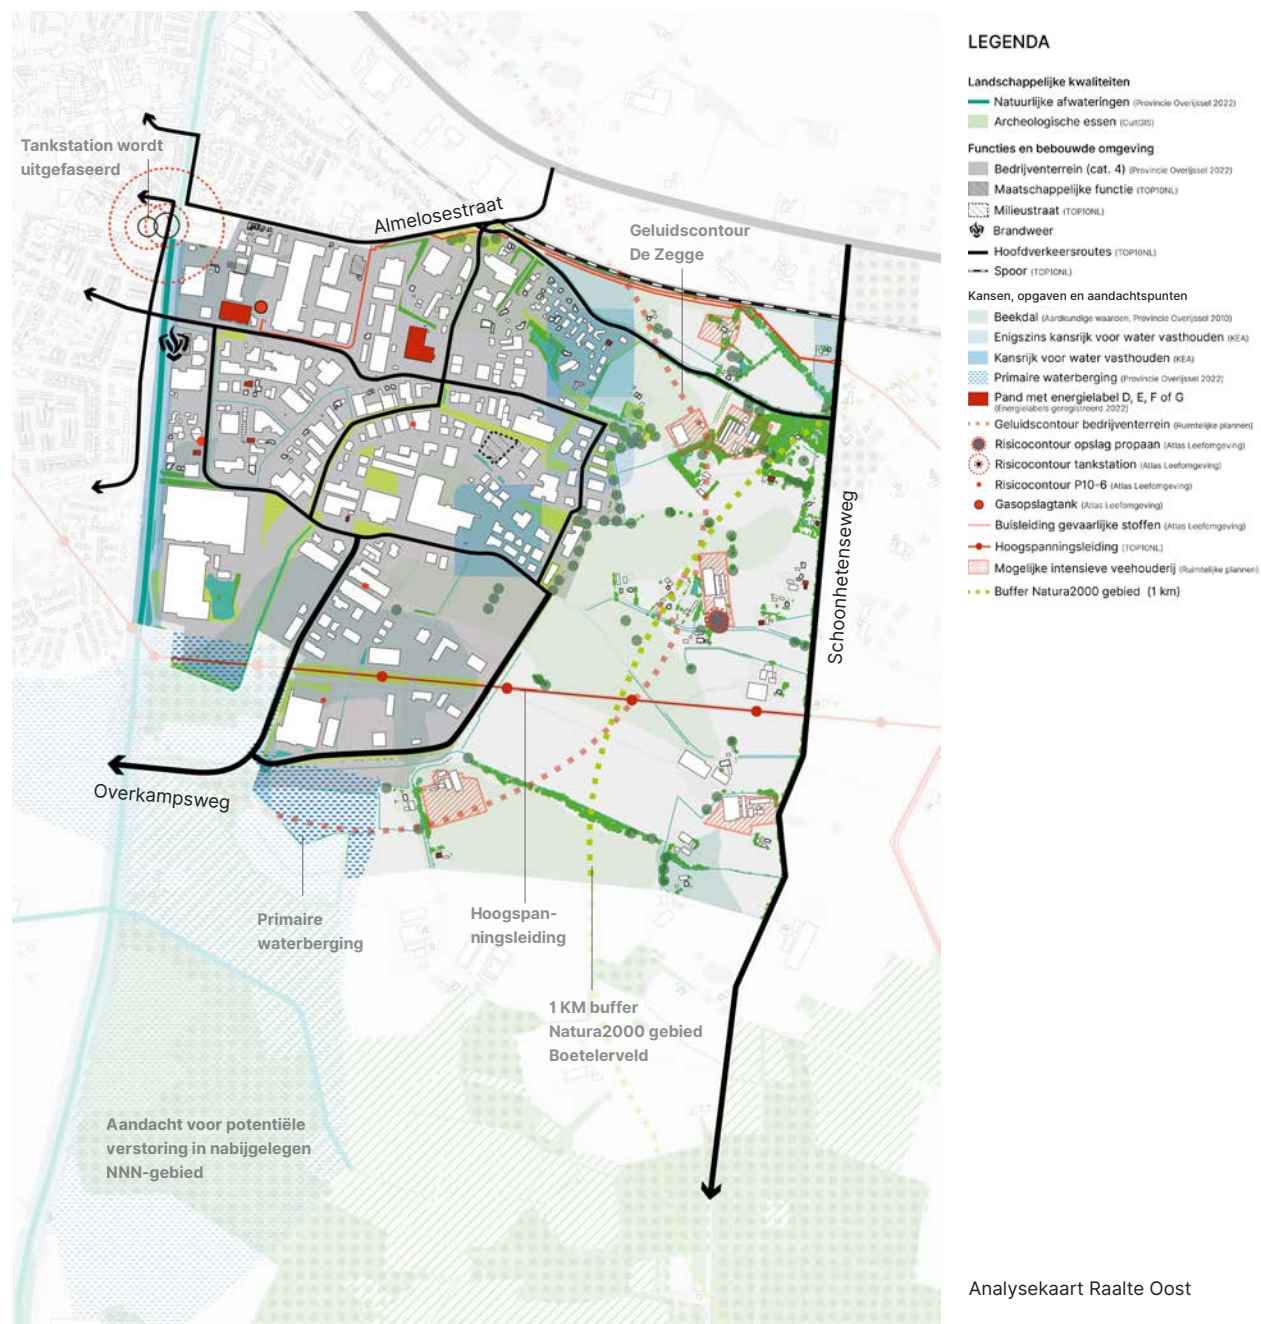 Tankstation wordt
uitgefaseerd
Almelosestraat
Geluidscontour
De Zegge
Schoonhetenseweg
Overkampsweg
Primaire
waterberging
Hoogspan-
ningsleiding
1 KM buffer
Natura2000 gebied
Boetelerveld
Aandacht voor potentiële
verstoring in nabijgelegen
NNN-gebied
LEGENDA
Landschappelijke kwaliteiten
Natuurlijke afwateringen (Provincie Overijssel 2022)
Archeologische essen (CultGIS)
Functies en bebouwde omgeving
Bedrijventerrein (cat. 4) (Provincie Overijssel 2022)
Maatschappelijke functie (TOP10NL)
Milieustraat (TOP10NL)
Brandweer
Hoofdverkeersroutes (TOP10NL)
Spoor (TOP10NL)
Kansen, opgaven en aandachtspunten
Beekdal (Aardkundige waarden, Provincie Overijssel 2010)
Enigszins kansrijk voor water vasthouden (KEA)
Kansrijk voor water vasthouden (KEA)
Primaire waterberging (Provincie Overijssel 2022)
Pand met energielabel D, E, F of G
(Energielabels geregistreerd 2022)
Geluidscontour bedrijventerrein (Ruimtelijke plannen)
Risicocontour opslag propaan (Atlas Leefomgeving)
Risicocontour tankstation (Atlas Leefomgeving)
Risicocontour P10-6 (Atlas Leefomgeving)
Gasopslagtank (Atlas Leefomgeving)
Buisleiding gevaarlijke stoffen (Atlas Leefomgeving)
Hoogspanningsleiding (TOP10NL)
Mogelijke intensieve veehouderij (Ruimtelijke plannen)
Buffer Natura2000 gebied (1 km)
Analysekaart Raalte Oost